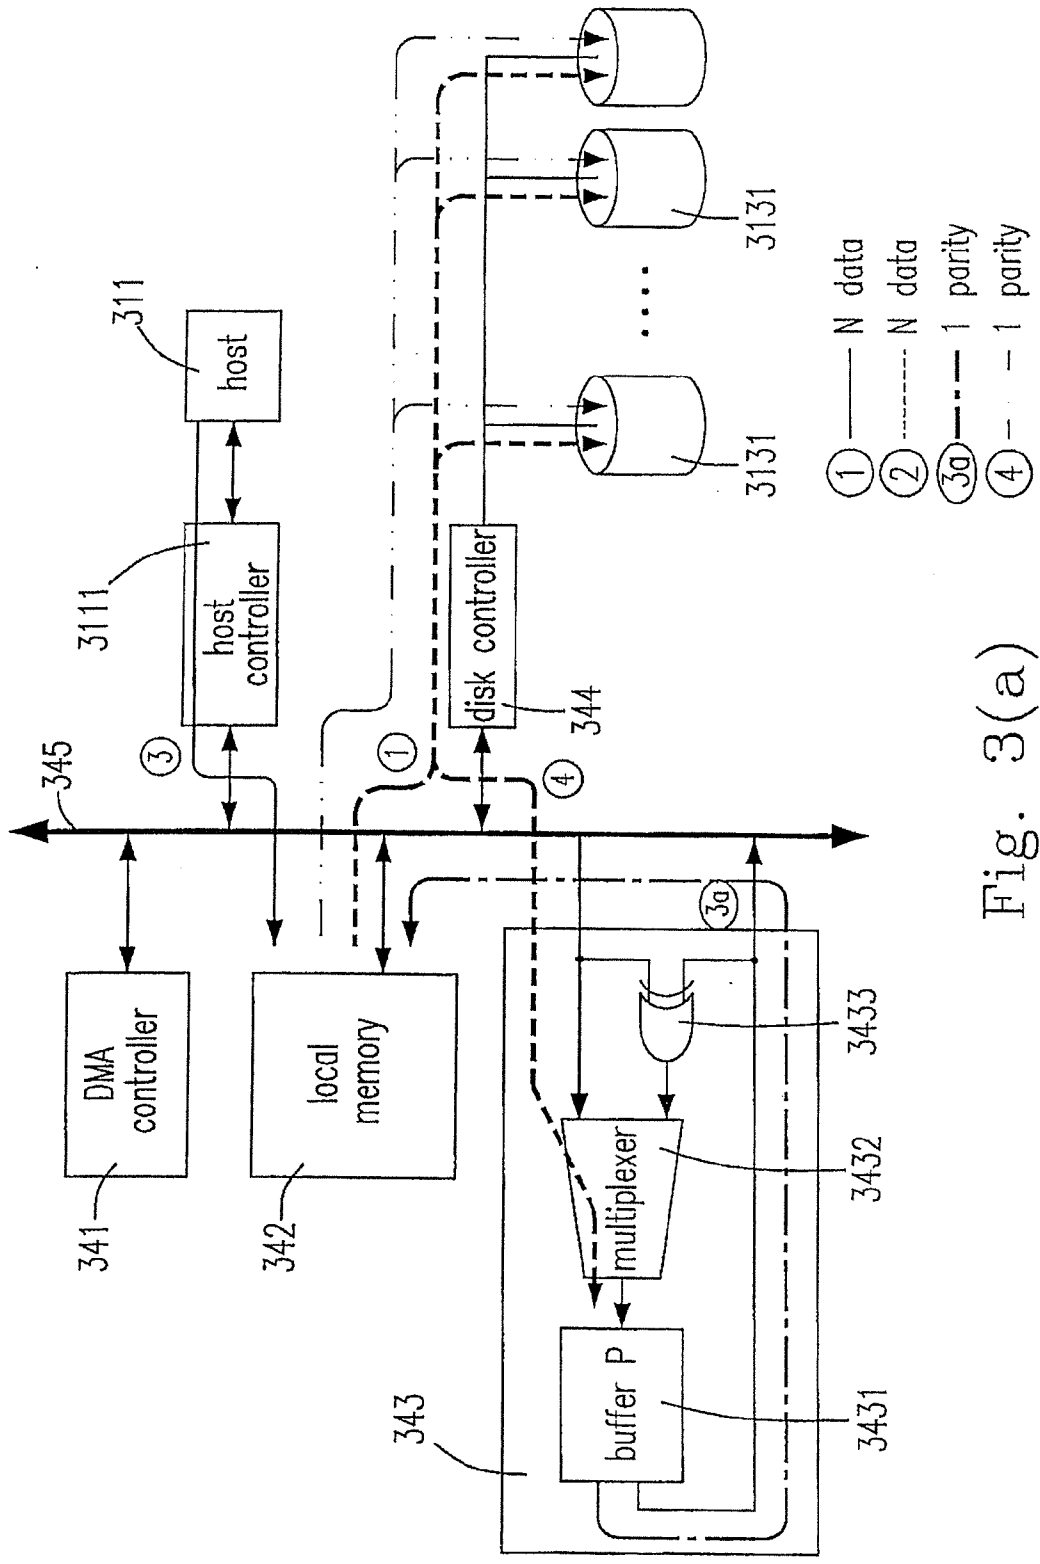 345
DMA
controller
341
3
3111
host
controller
311
host
local
memory
342
1
4
disk controller
344
3131
3131
343
buffer P
3431
multiplexer
3432
3433
3a
1 N data
2 N data
3a 1 parity
4 1 parity
Fig. 3(a)